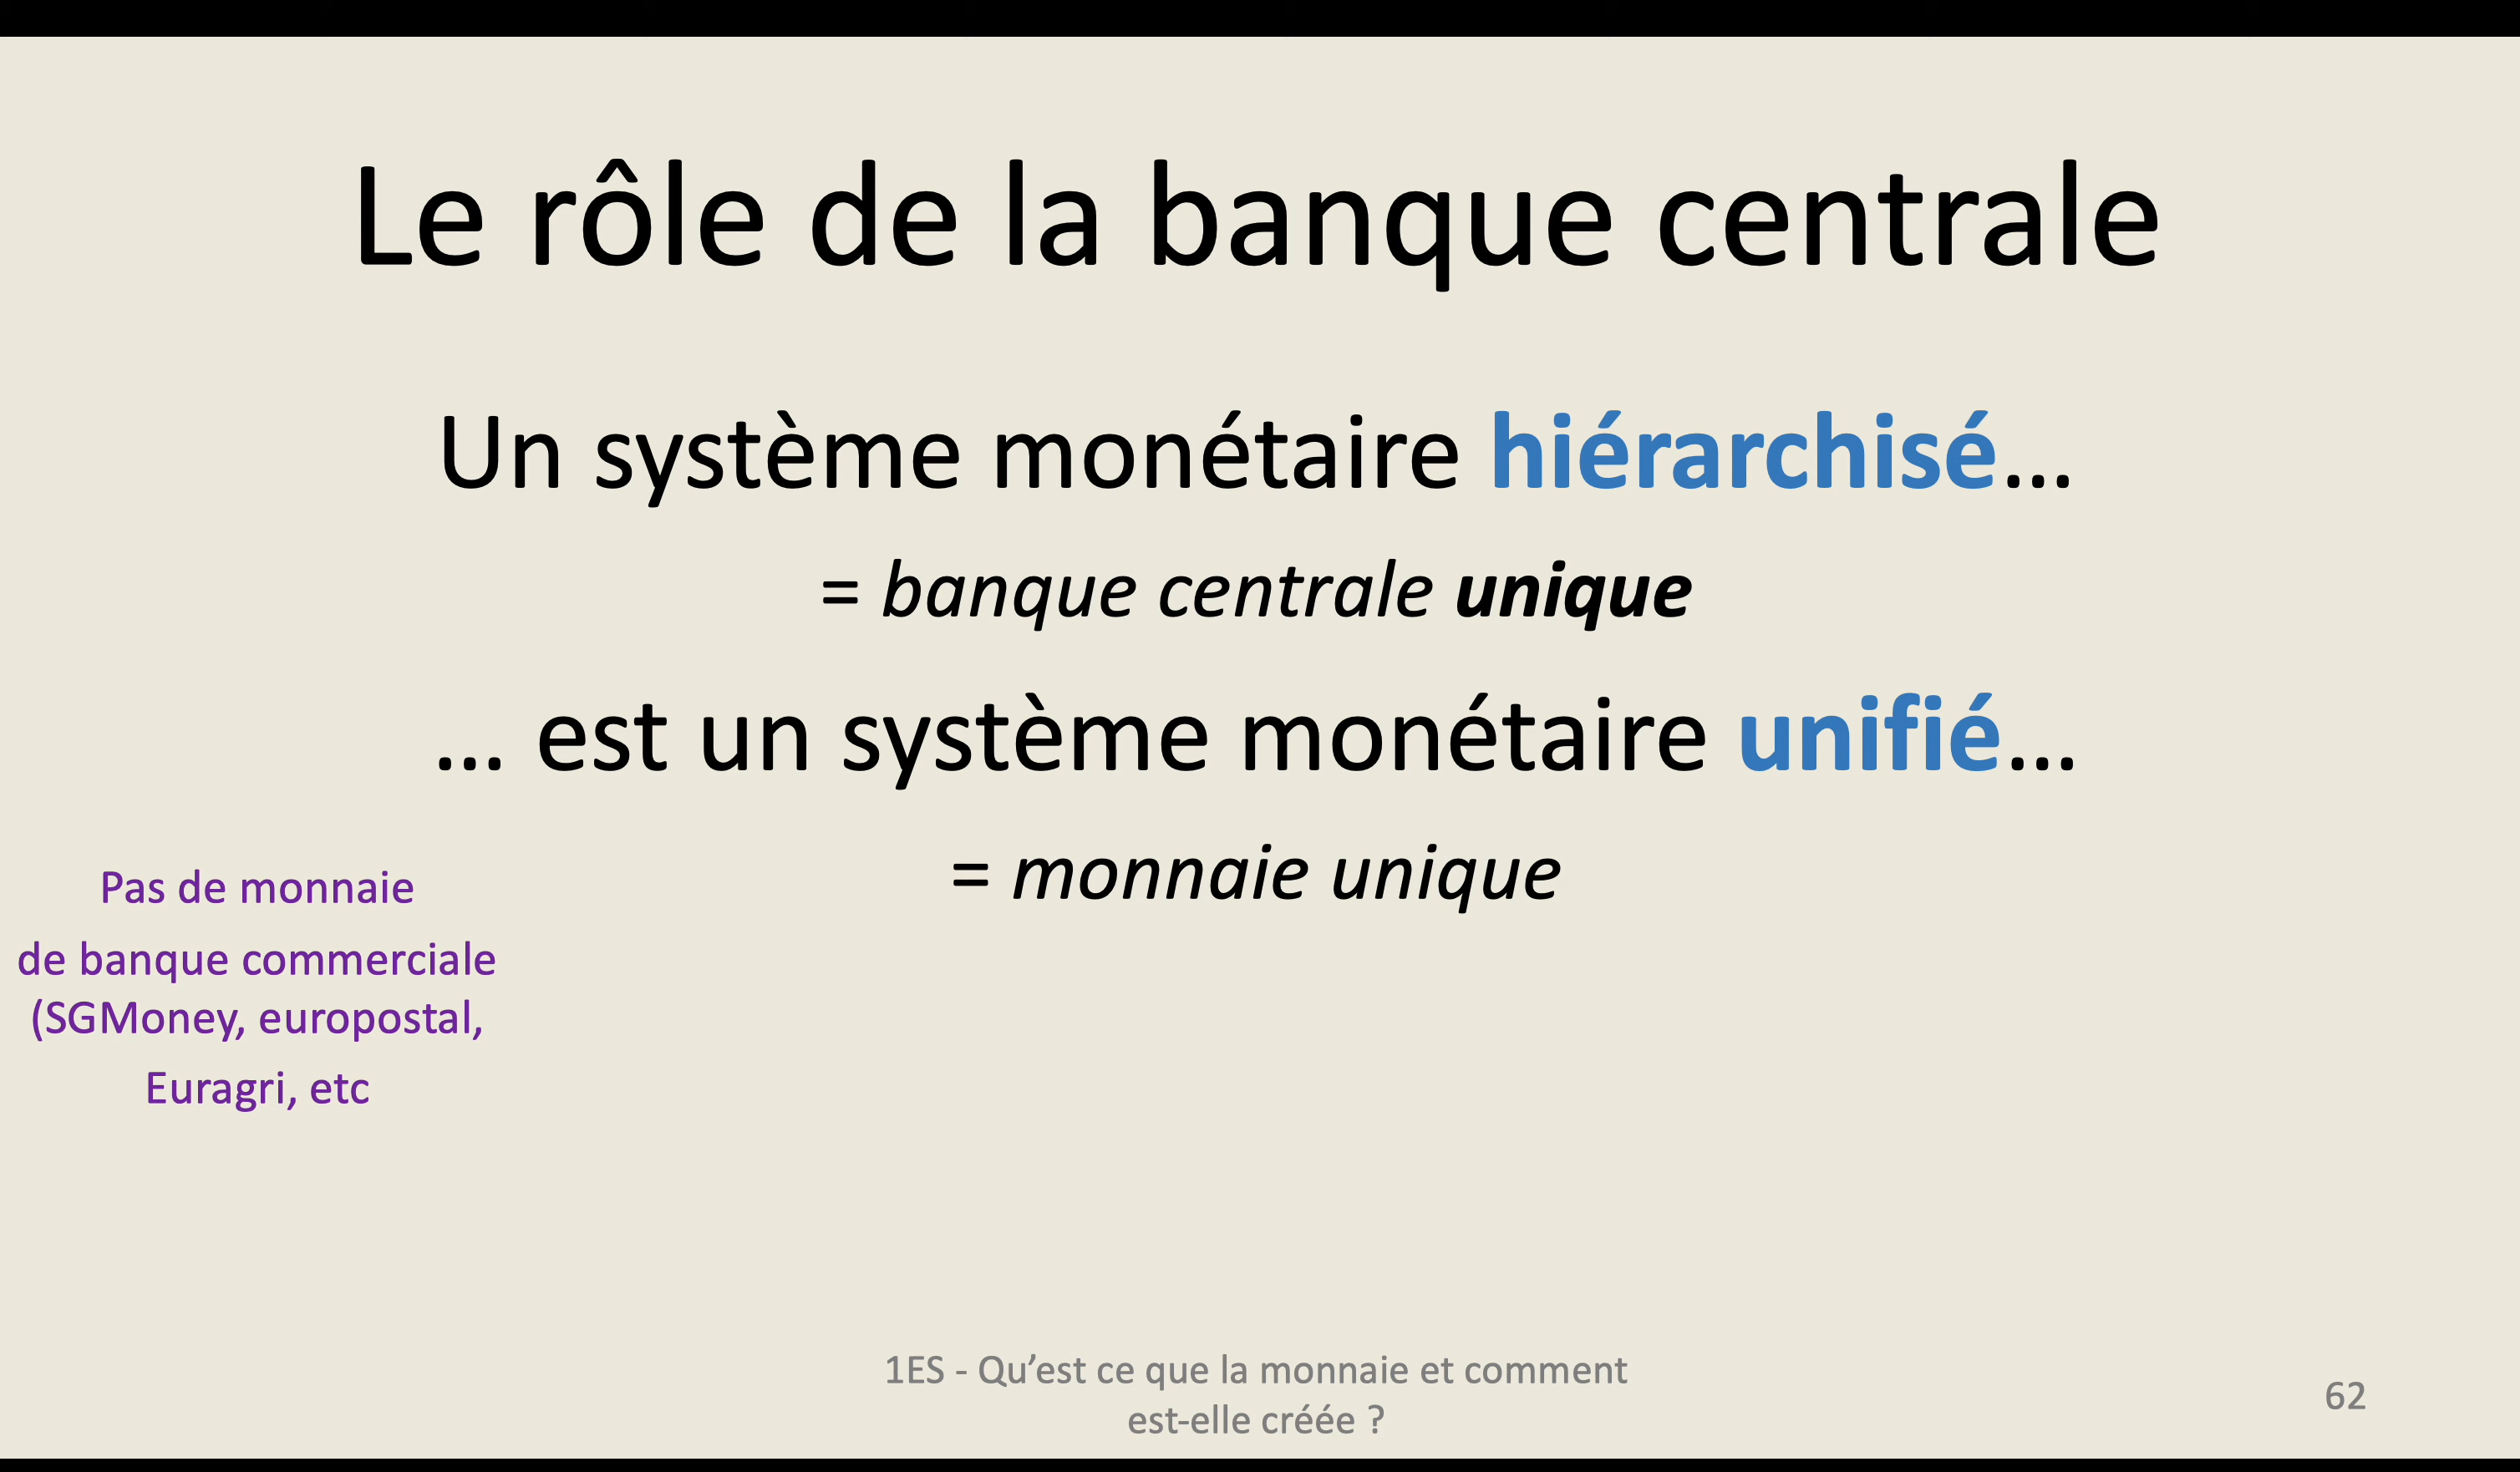 Le rôle de la banque centrale
Un système monétaire hiérarchisé…
= banque centrale unique
… est un système monétaire unifié…
= monnaie unique
Pas de monnaie
de banque commerciale
(SGMoney, europostal,
Euragri, etc
1ES - Qu’est ce que la monnaie et comment
est-elle créée ?
62